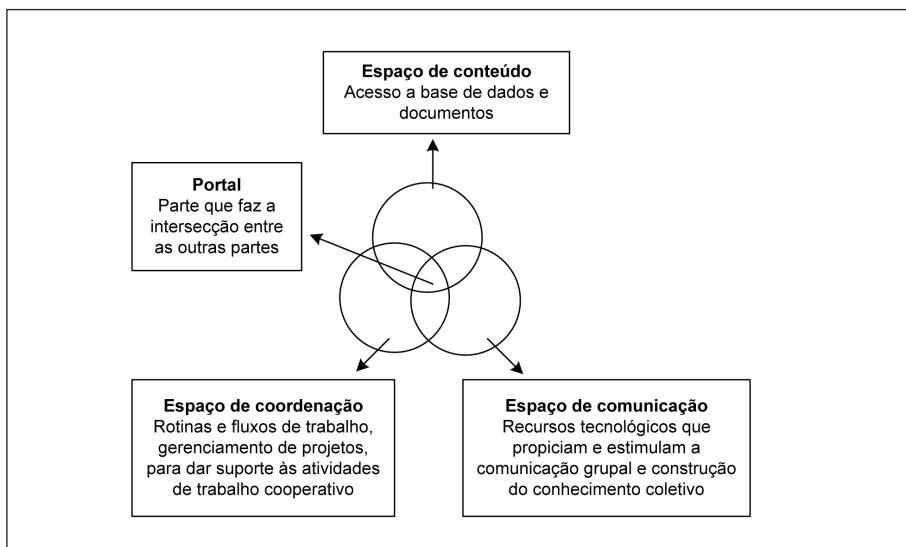 Espaço de conteúdo
Acesso a base de dados e
documentos
Portal
Parte que faz a
intersecção entre
as outras partes
Espaço de coordenação
Rotinas e fluxos de trabalho,
gerenciamento de projetos,
para dar suporte às atividades
de trabalho cooperativo
Espaço de comunicação
Recursos tecnológicos que
propiciam e estimulam a
comunicação grupal e construção
do conhecimento coletivo